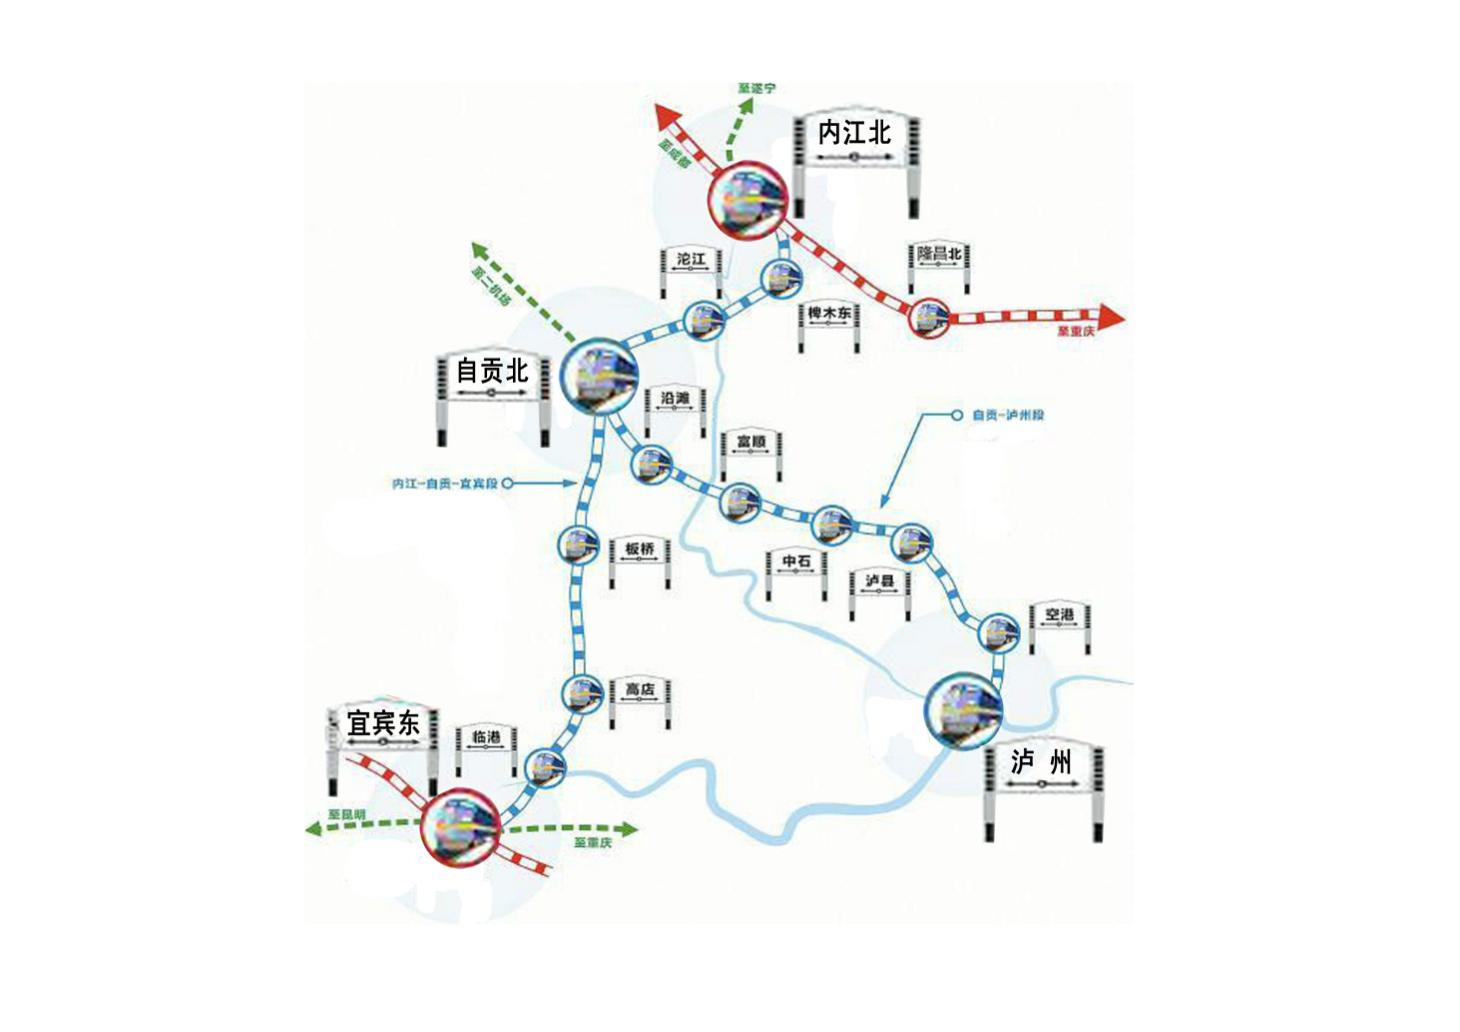 至遂宁
内江北
至成都
沱江
隆昌北
至二机场
椑木东
至重庆
自贡北
沿滩
自贡-泸州段
富顺
内江-自贡-宜宾段
板桥
中石
泸县
空港
高店
宜宾东
临港
泸 州
至昆明
至重庆